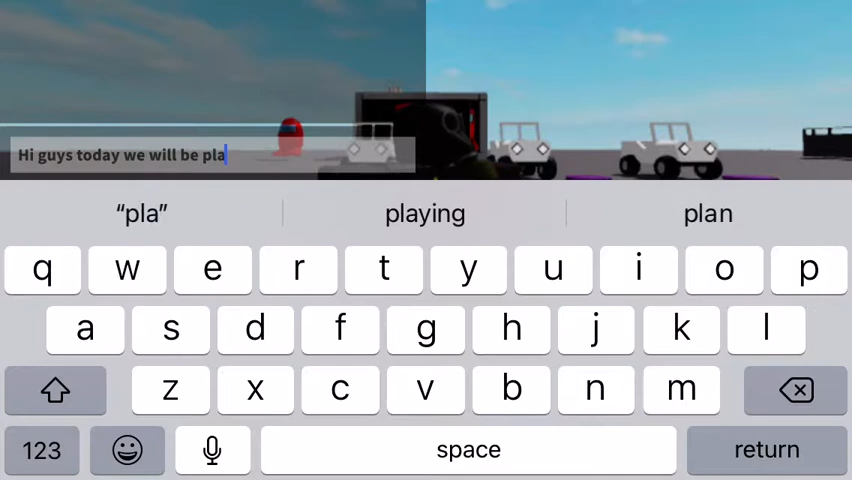 Hi guys today we will be pla
“pla” playing plan
q w e r t y u i o p
a s d f g h j k l
z x c v b n m
123 space return